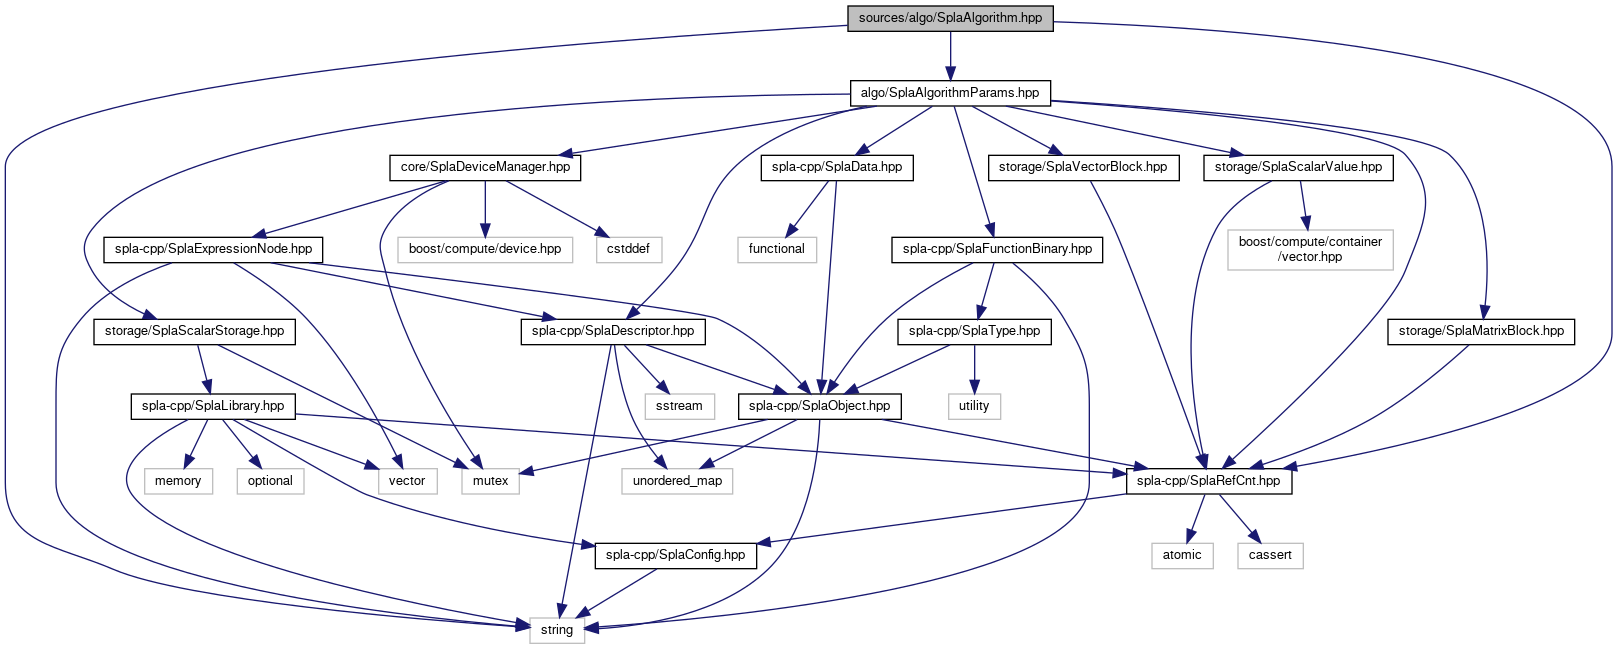 sources/algo/SplaAlgorithm.hpp
algo/SplaAlgorithmParams.hpp
core/SplaDeviceManager.hpp
spla-cpp/SplaData.hpp
storage/SplaVectorBlock.hpp
storage/SplaScalarValue.hpp
spla-cpp/SplaExpressionNode.hpp
boost/compute/device.hpp
cstddef
functional
spla-cpp/SplaFunctionBinary.hpp
boost/compute/container
/vector.hpp
storage/SplaScalarStorage.hpp
spla-cpp/SplaDescriptor.hpp
spla-cpp/SplaType.hpp
storage/SplaMatrixBlock.hpp
spla-cpp/SplaLibrary.hpp
sstream
spla-cpp/SplaObject.hpp
utility
memory
optional
vector
mutex
unordered_map
spla-cpp/SplaRefCnt.hpp
spla-cpp/SplaConfig.hpp
atomic
cassert
string